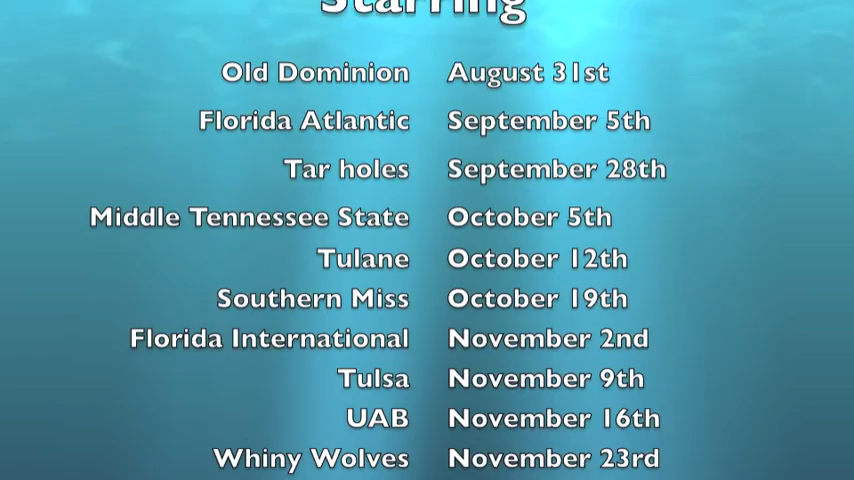 Starring
Old Dominion August 31st
Florida Atlantic September 5th
Tar holes September 28th
Middle Tennessee State October 5th
Tulane October 12th
Southern Miss October 19th
Florida International November 2nd
Tulsa November 9th
UAB November 16th
Whiny Wolves November 23rd